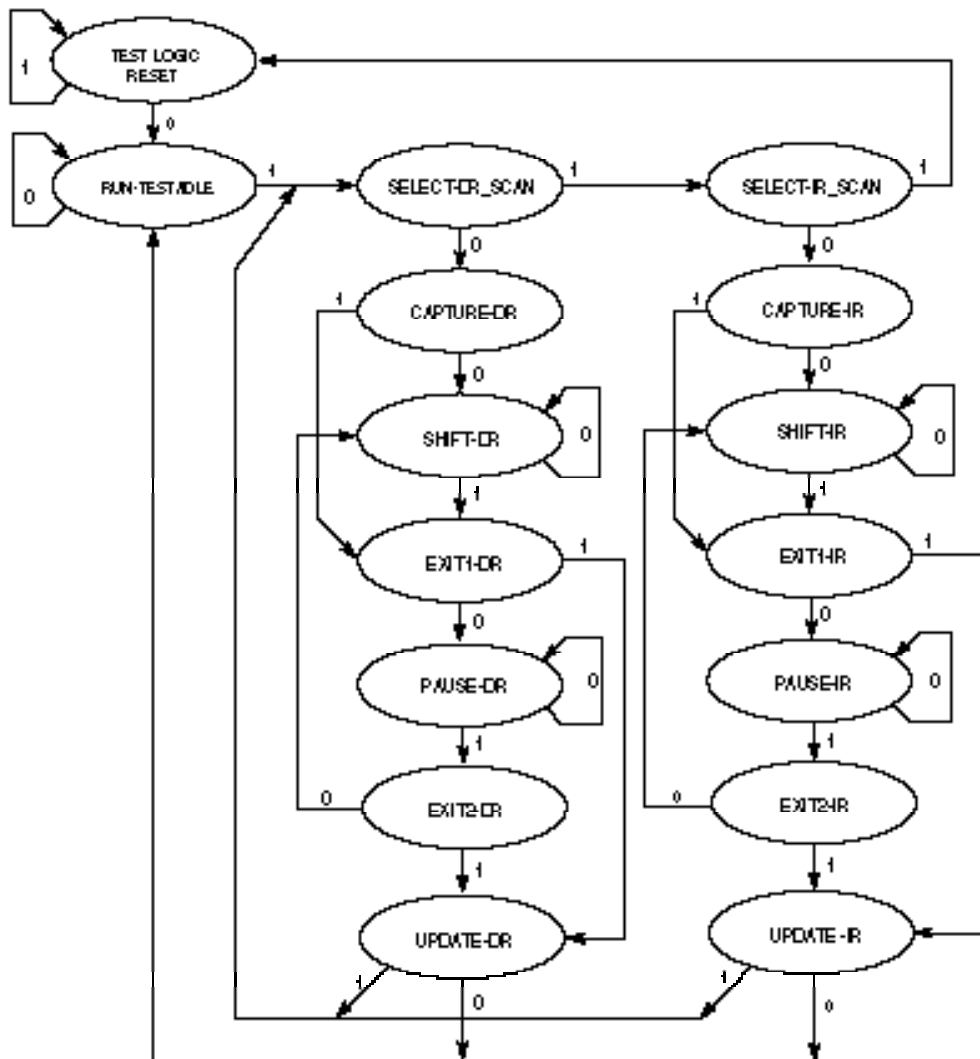 TEST LOGIC
RESET
1
0
RUN-TEST/IDLE
0
1
SELECT-DR_SCAN
1
SELECT-IR_SCAN
1
0
0
CAPTURE-DR
1
CAPTURE-IR
1
0
0
SHIFT-DR
0
SHIFT-IR
0
1
1
EXIT1-DR
1
EXIT1-IR
1
0
0
PAUSE-DR
0
PAUSE-IR
0
1
1
EXIT2-DR
0
EXIT2-IR
0
1
1
UPDATE-DR
UPDATE-IR
1
0
1
0